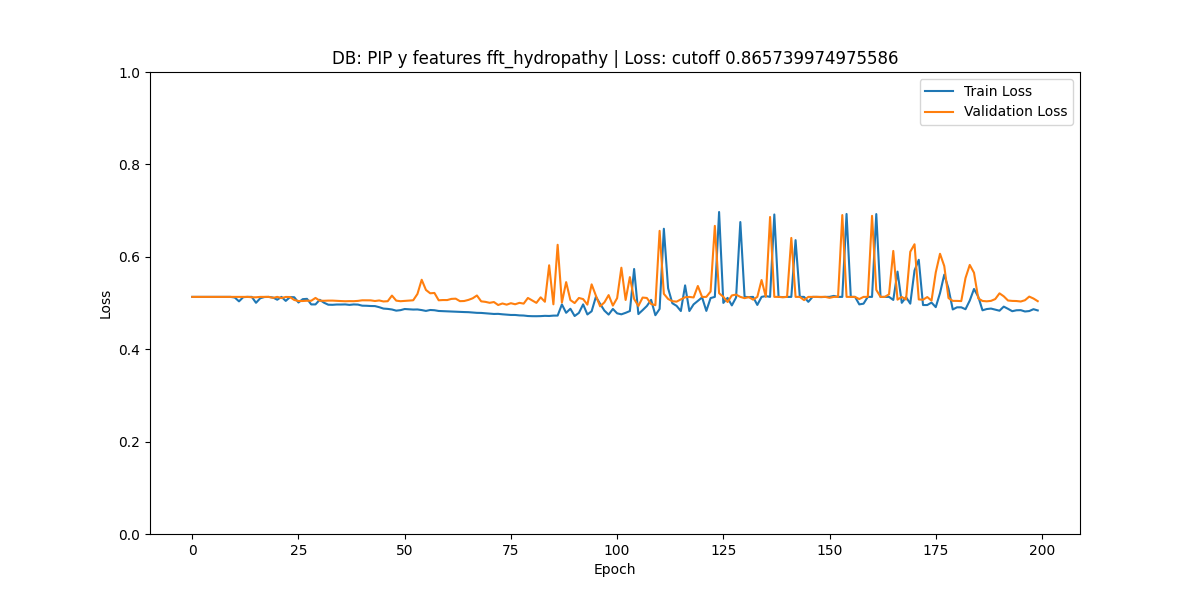 DB: PIP y features fft_hydropathy | Loss: cutoff 0.865739974975586
Train Loss
Validation Loss
1.0
0.8
0.6
0.4
0.2
0.0
Loss
0 25 50 75 100 125 150 175 200
Epoch